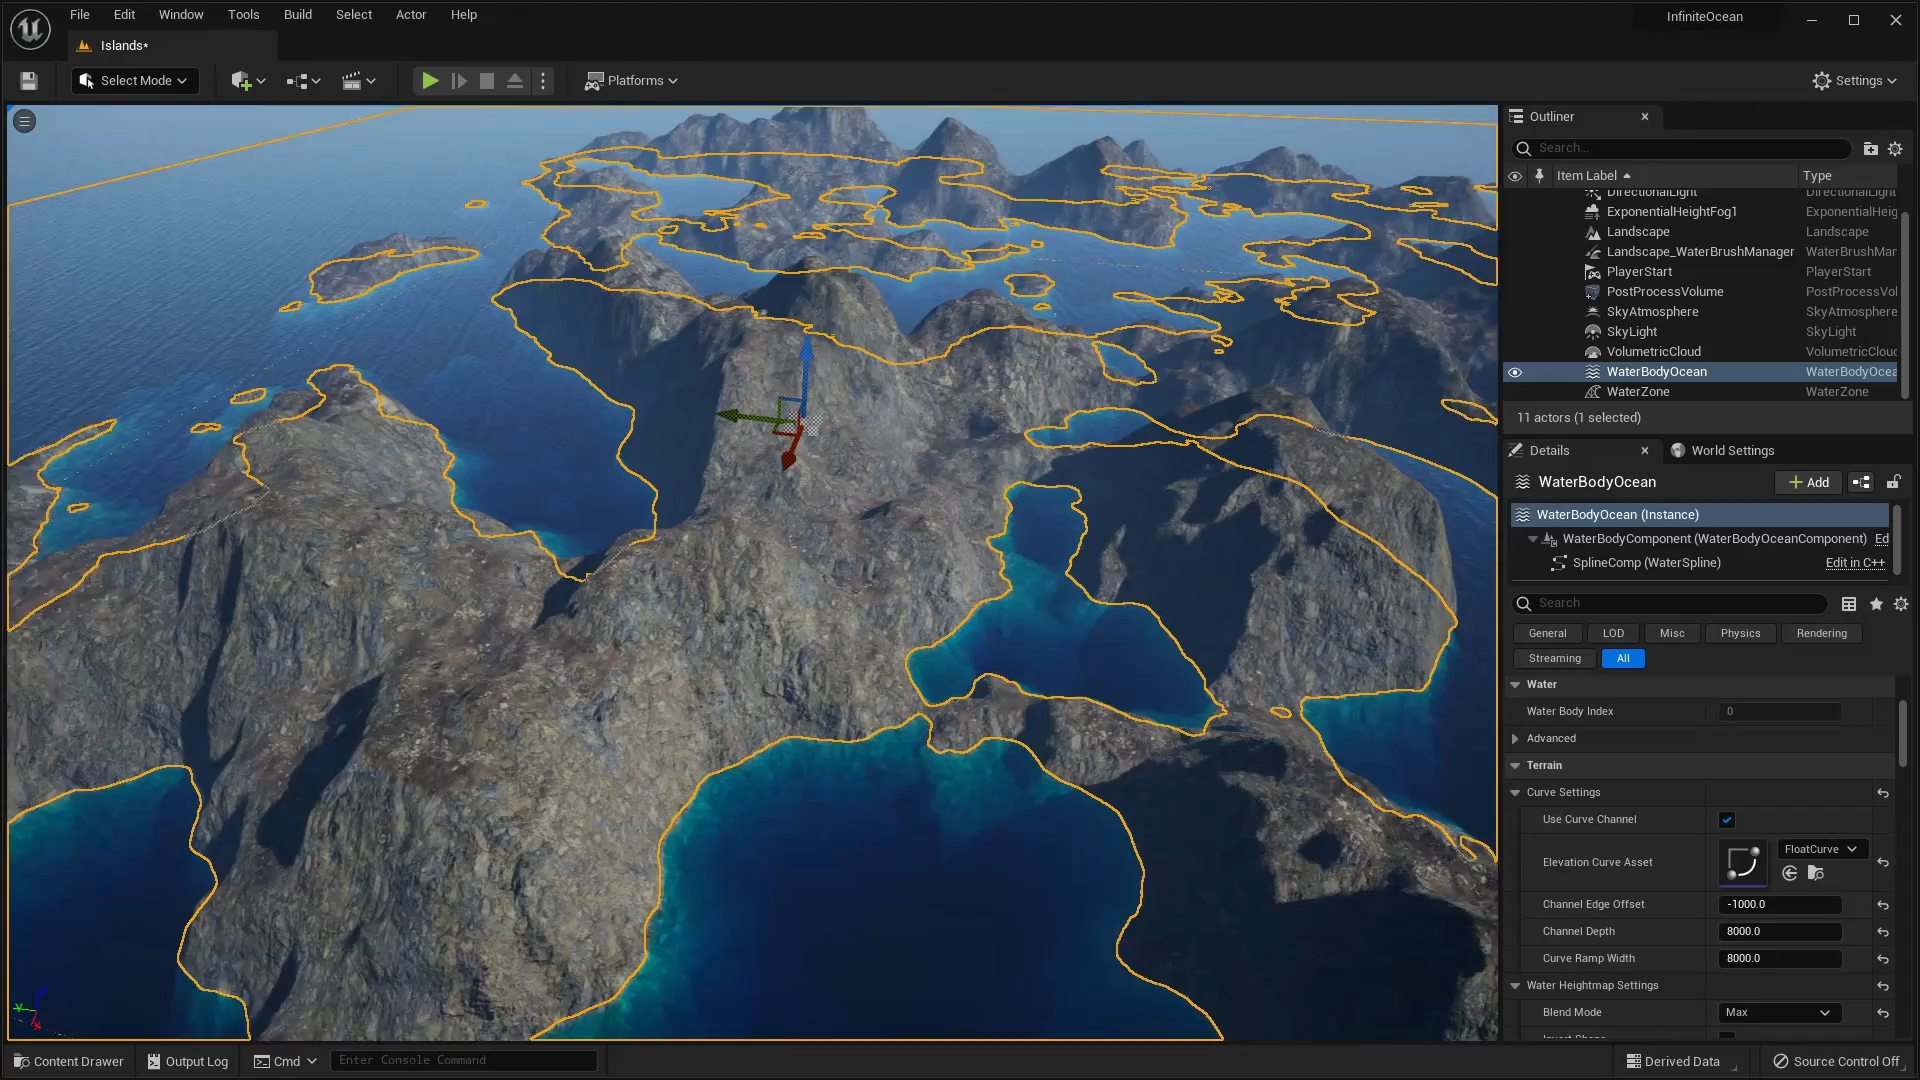 File Edit Window Tools Build Select Actor Help
InfiniteOcean
Islands*
Select Mode
Platforms
Settings
Outliner
Search...
Item Label Type
DirectionalLight DirectionalLight
ExponentialHeightFog1 ExponentialHeig
Landscape Landscape
Landscape_WaterBrushManager WaterBrushMar
PlayerStart PlayerStart
PostProcessVolume PostProcessVol
SkyAtmosphere SkyAtmosphere
SkyLight SkyLight
VolumetricCloud VolumetricClouc
WaterBodyOcean WaterBodyOcea
WaterZone WaterZone
11 actors (1 selected)
Details World Settings
WaterBodyOcean Add
WaterBodyOcean (Instance)
WaterBodyComponent (WaterBodyOceanComponent) Ed
SplineComp (WaterSpline) Edit in C++
Search
General LOD Misc Physics Rendering
Streaming All
Water
Water Body Index 0
Advanced
Terrain
Curve Settings
Use Curve Channel
Elevation Curve Asset FloatCurve
Channel Edge Offset -1000.0
Channel Depth 8000.0
Curve Ramp Width 8000.0
Water Heightmap Settings
Blend Mode Max
Content Drawer Output Log Cmd Enter Console Command Derived Data Source Control Off